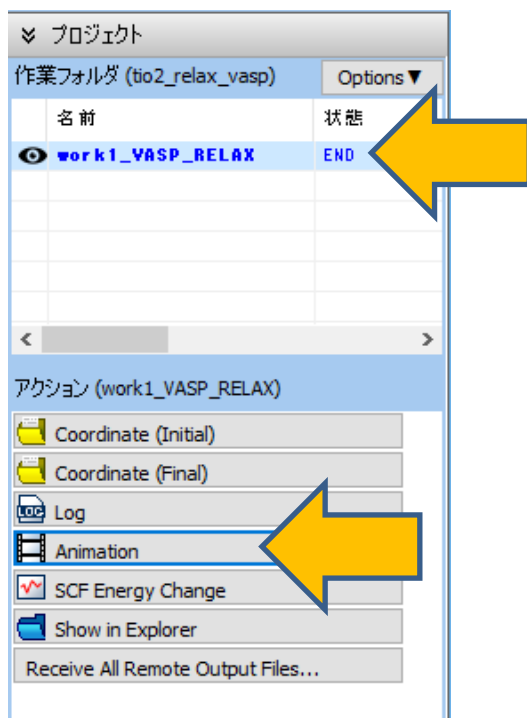 プロジェクト
作業フォルダ (tio2_relax_vasp) Options▼
名前 状態
work1_VASP_RELAX END
アクション (work1_VASP_RELAX)
Coordinate (Initial)
Coordinate (Final)
LOG Log
Animation
SCF Energy Change
Show in Explorer
Receive All Remote Output Files...